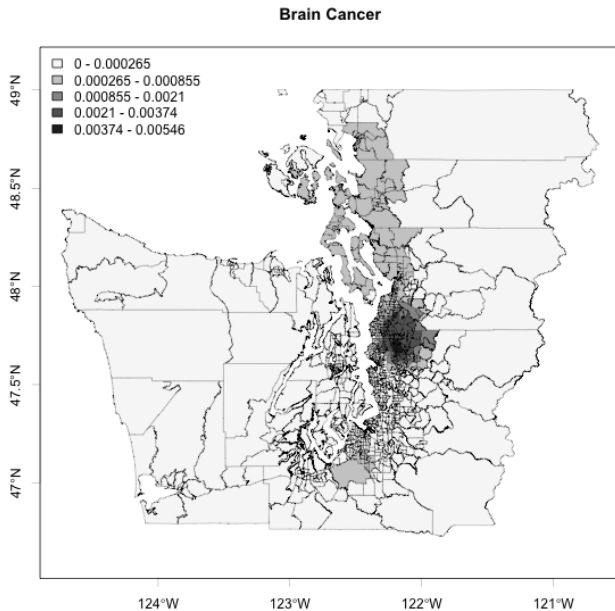 Brain Cancer
0 - 0.000265
0.000265 - 0.000855
0.000855 - 0.0021
0.0021 - 0.00374
0.00374 - 0.00546
49°N
48.5°N
48°N
47.5°N
47°N
124°W
123°W
122°W
121°W